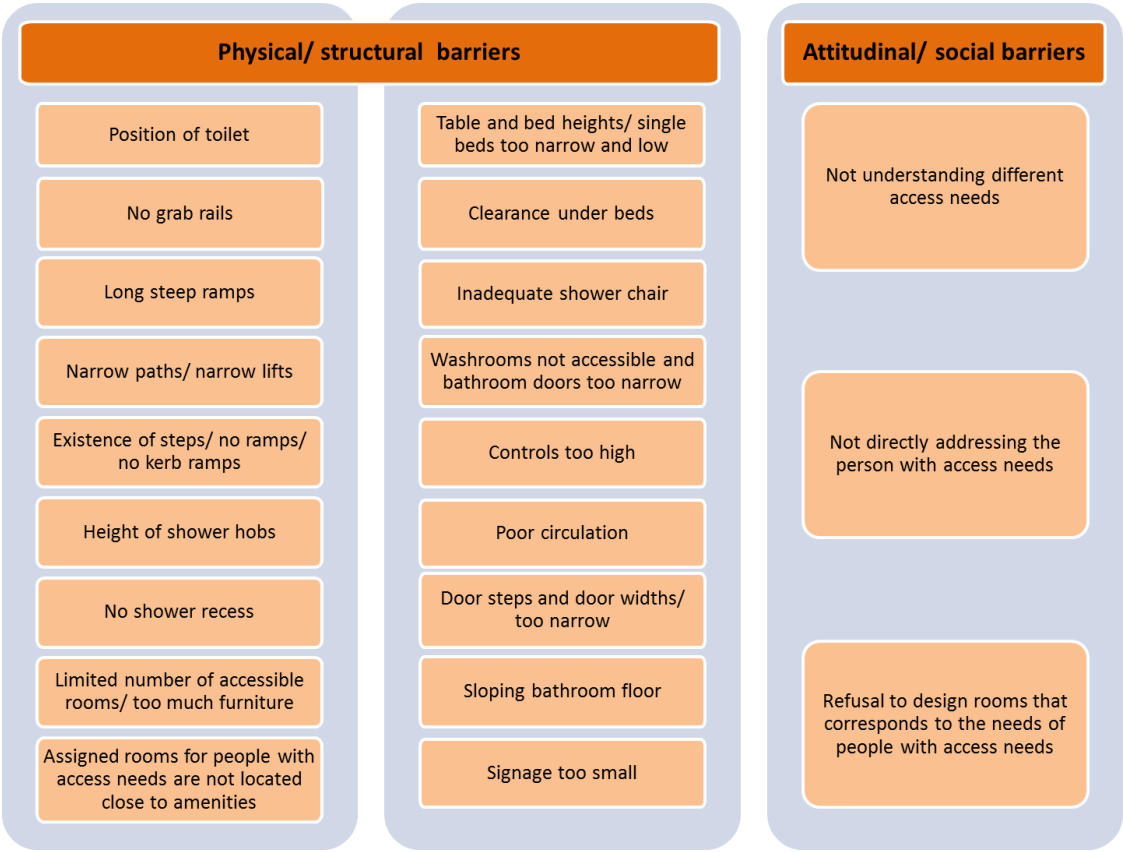 Physical/ structural barriers
Position of toilet
No grab rails
Long steep ramps
Narrow paths/ narrow lifts
Existence of steps/ no ramps/
no kerb ramps
Height of shower hobs
No shower recess
Limited number of accessible
rooms/ too much furniture
Assigned rooms for people with
access needs are not located
close to amenities
Table and bed heights/ single
beds too narrow and low
Clearance under beds
Inadequate shower chair
Washrooms not accessible and
bathroom doors too narrow
Controls too high
Poor circulation
Door steps and door widths/
too narrow
Sloping bathroom floor
Signage too small
Attitudinal/ social barriers
Not understanding different
access needs
Not directly addressing the
person with access needs
Refusal to design rooms that
corresponds to the needs of
people with access needs